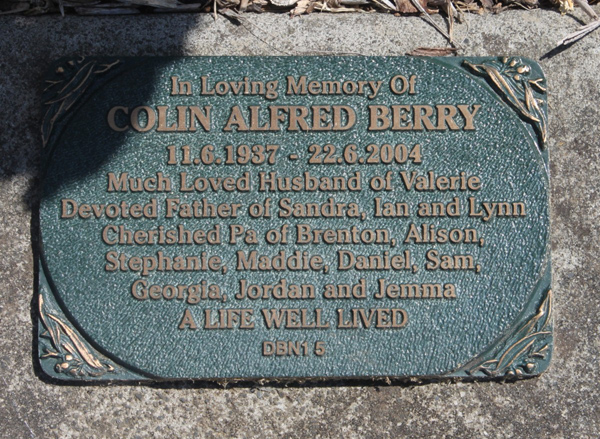 In Loving Memory Of
COLIN ALFRED BERRY
11.6.1937 - 22.6.2004
Much Loved Husband of Valerie
Devoted Father of Sandra, Ian and Lynn
Cherished Pa of Brenton, Alison,
Stephanie, Maddie, Daniel, Sam,
Georgia, Jordan and Jemma
A LIFE WELL LIVED
DBN1 5